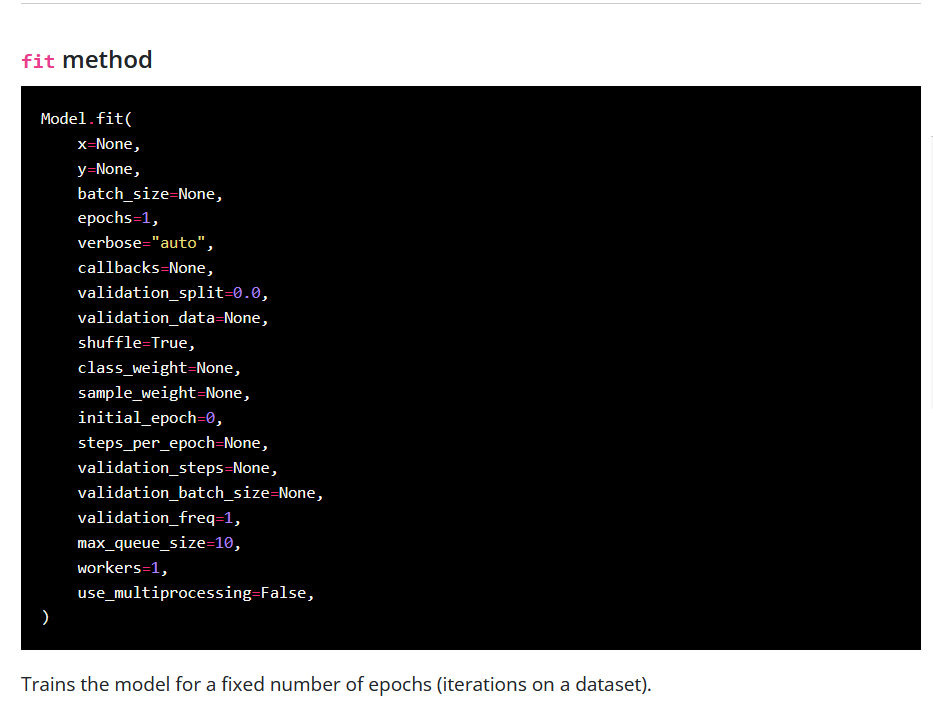 fit method
Model.fit(
    x=None,
    y=None,
    batch_size=None,
    epochs=1,
    verbose="auto",
    callbacks=None,
    validation_split=0.0,
    validation_data=None,
    shuffle=True,
    class_weight=None,
    sample_weight=None,
    initial_epoch=0,
    steps_per_epoch=None,
    validation_steps=None,
    validation_batch_size=None,
    validation_freq=1,
    max_queue_size=10,
    workers=1,
    use_multiprocessing=False,
)
Trains the model for a fixed number of epochs (iterations on a dataset).